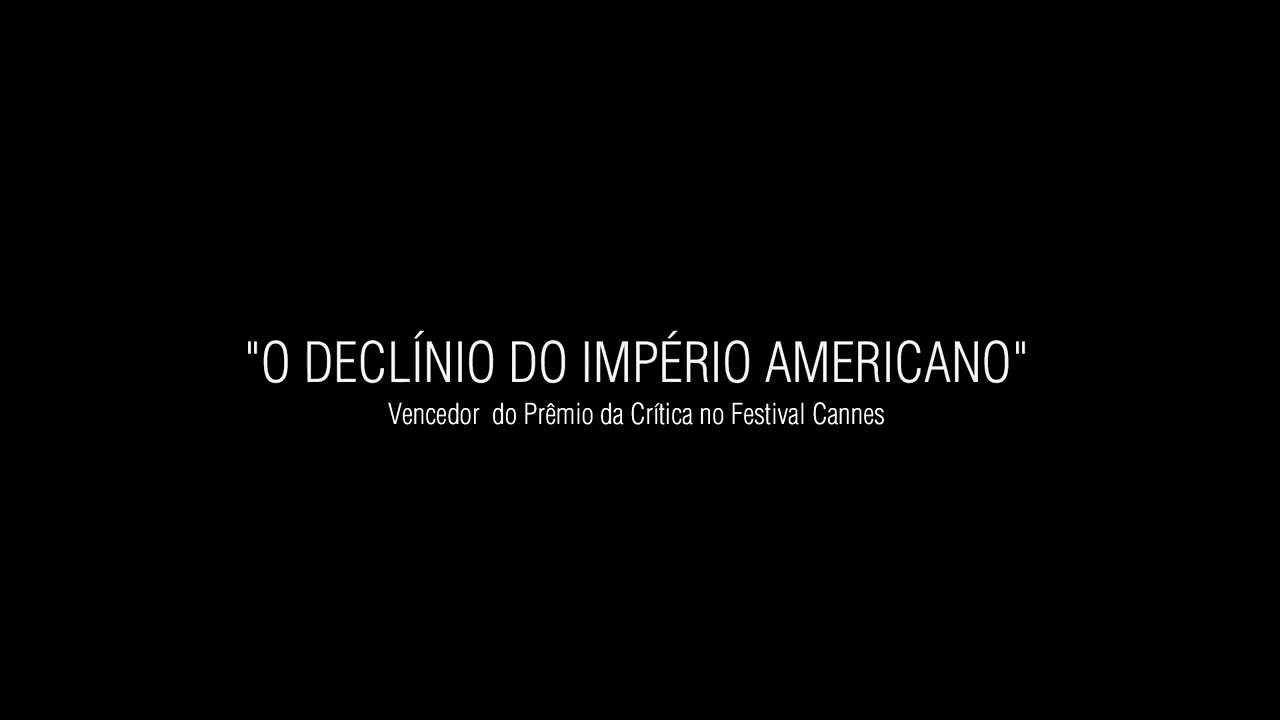 "O DECLÍNIO DO IMPÉRIO AMERICANO"
Vencedor  do Prêmio da Crítica no Festival Cannes